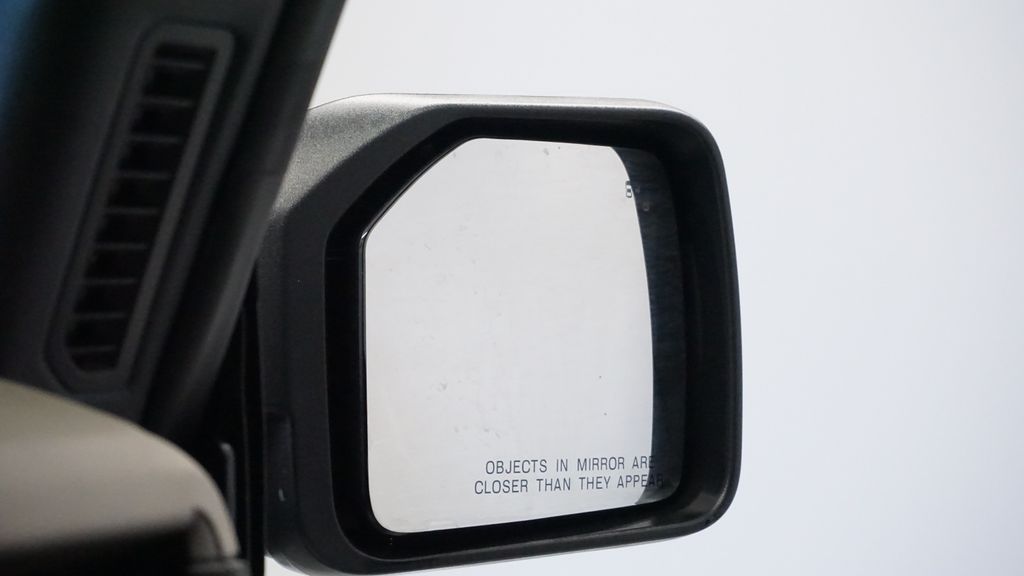 OBJECTS IN MIRROR ARE
CLOSER THAN THEY APPEAR